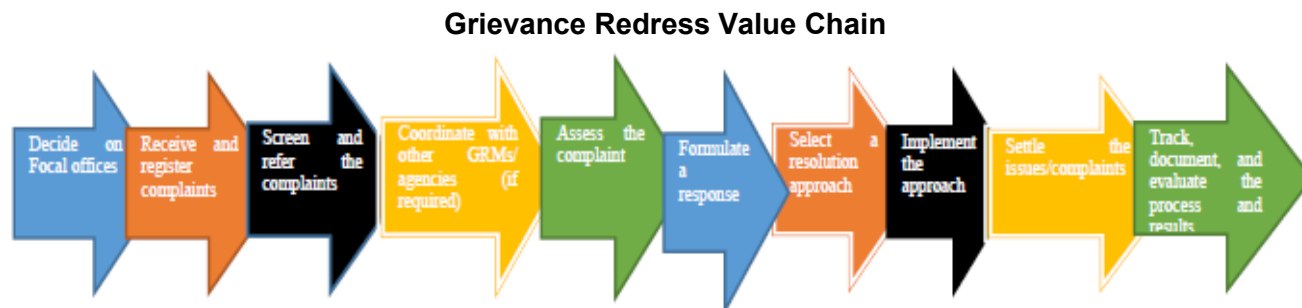 Grievance Redress Value Chain
Decide on
Focal offices
Receive and
register
complaints
Screen and
refer the
complaints
Coordinate with
other GRMs/
agencies (if
required)
Assess the
complaint
Formulate
a
response
Select a
resolution
approach
Implement
the
approach
Settle the
issues/complaints
Track,
document, and
evaluate the
process and
results